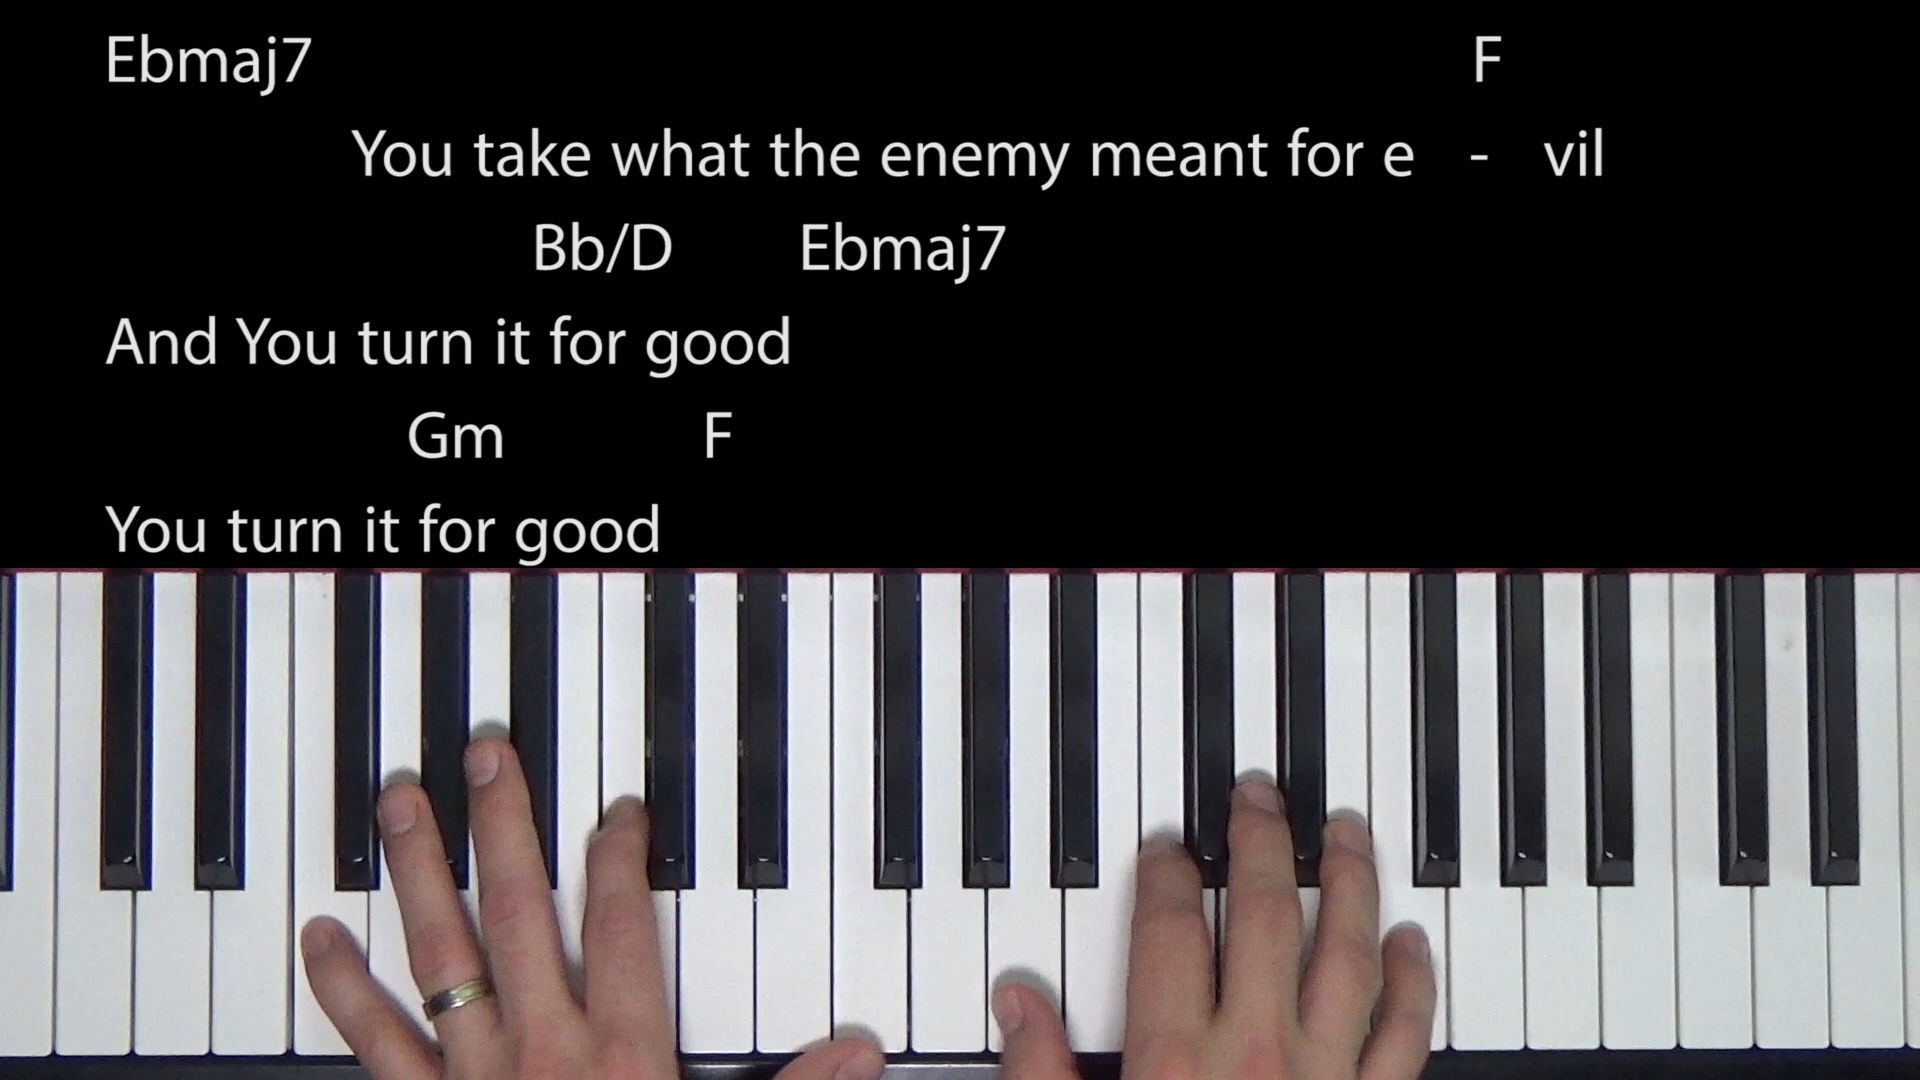 Ebmaj7 F
You take what the enemy meant for e - vil
Bb/D Ebmaj7
And You turn it for good
Gm F
You turn it for good